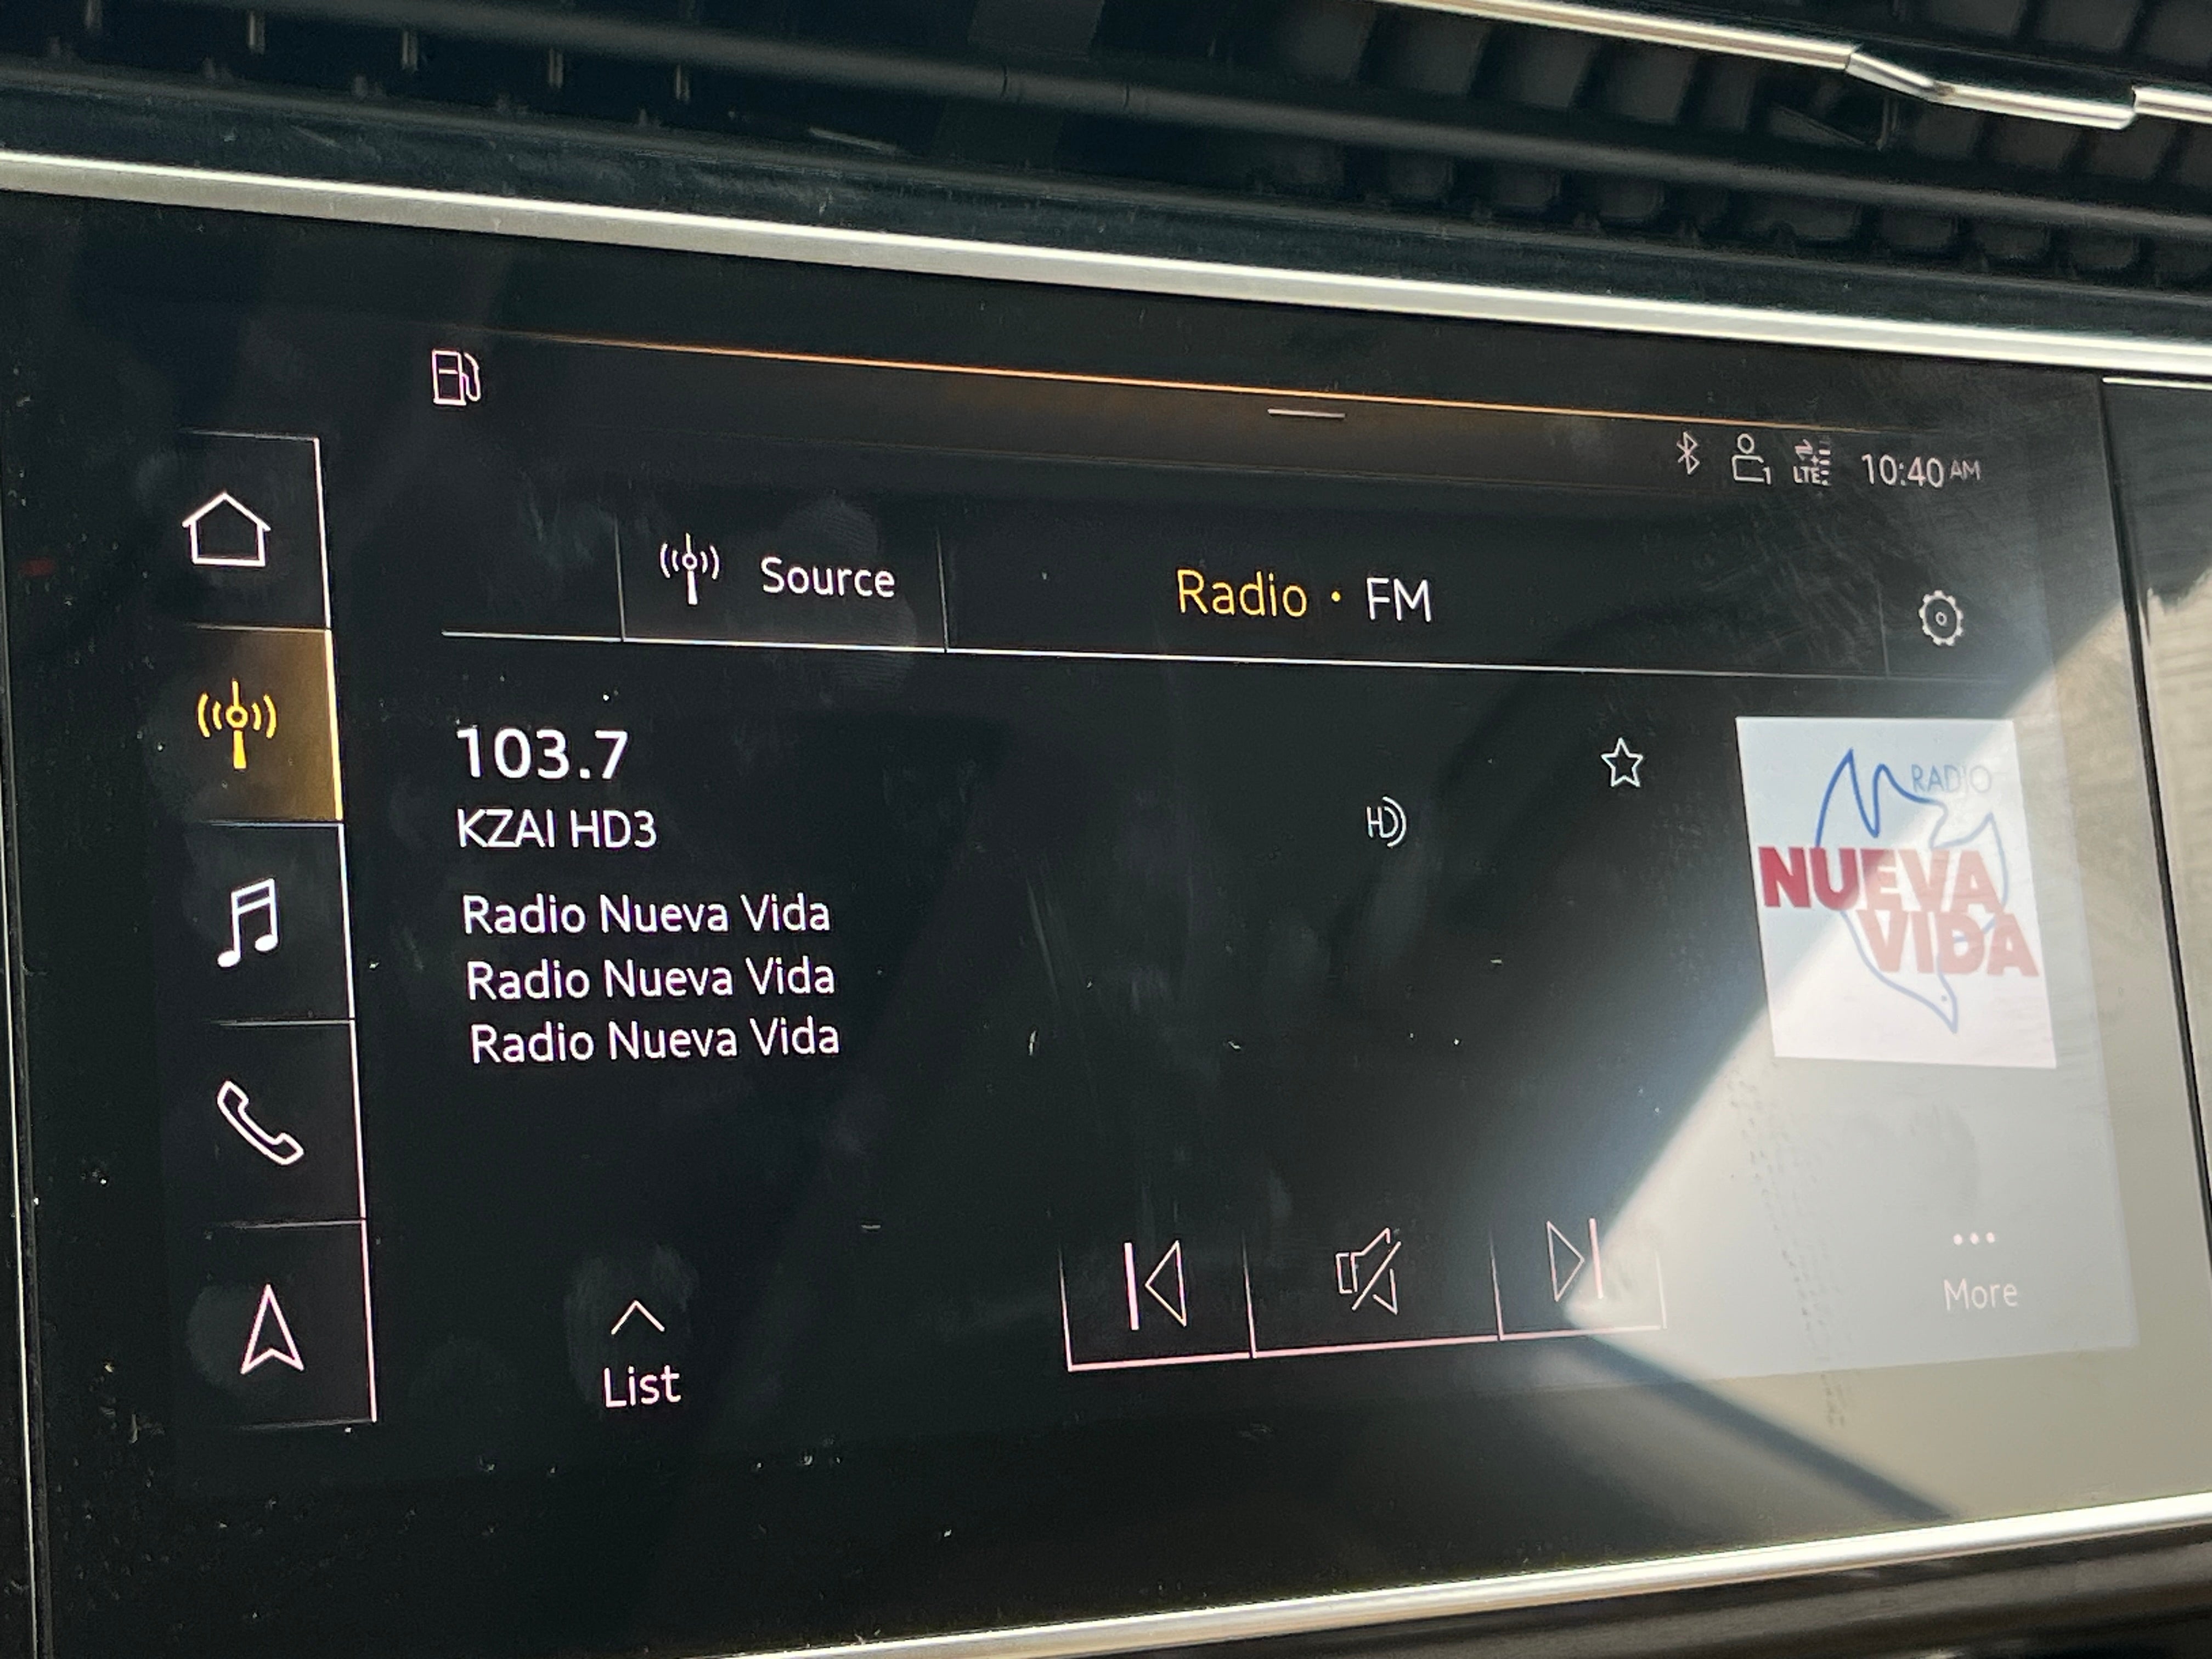 LTE 10:40 AM
Source
Radio • FM
103.7
KZAI HD3
HD
Radio Nueva Vida
Radio Nueva Vida
Radio Nueva Vida
RADIO
NUEVA
VIDA
List
More